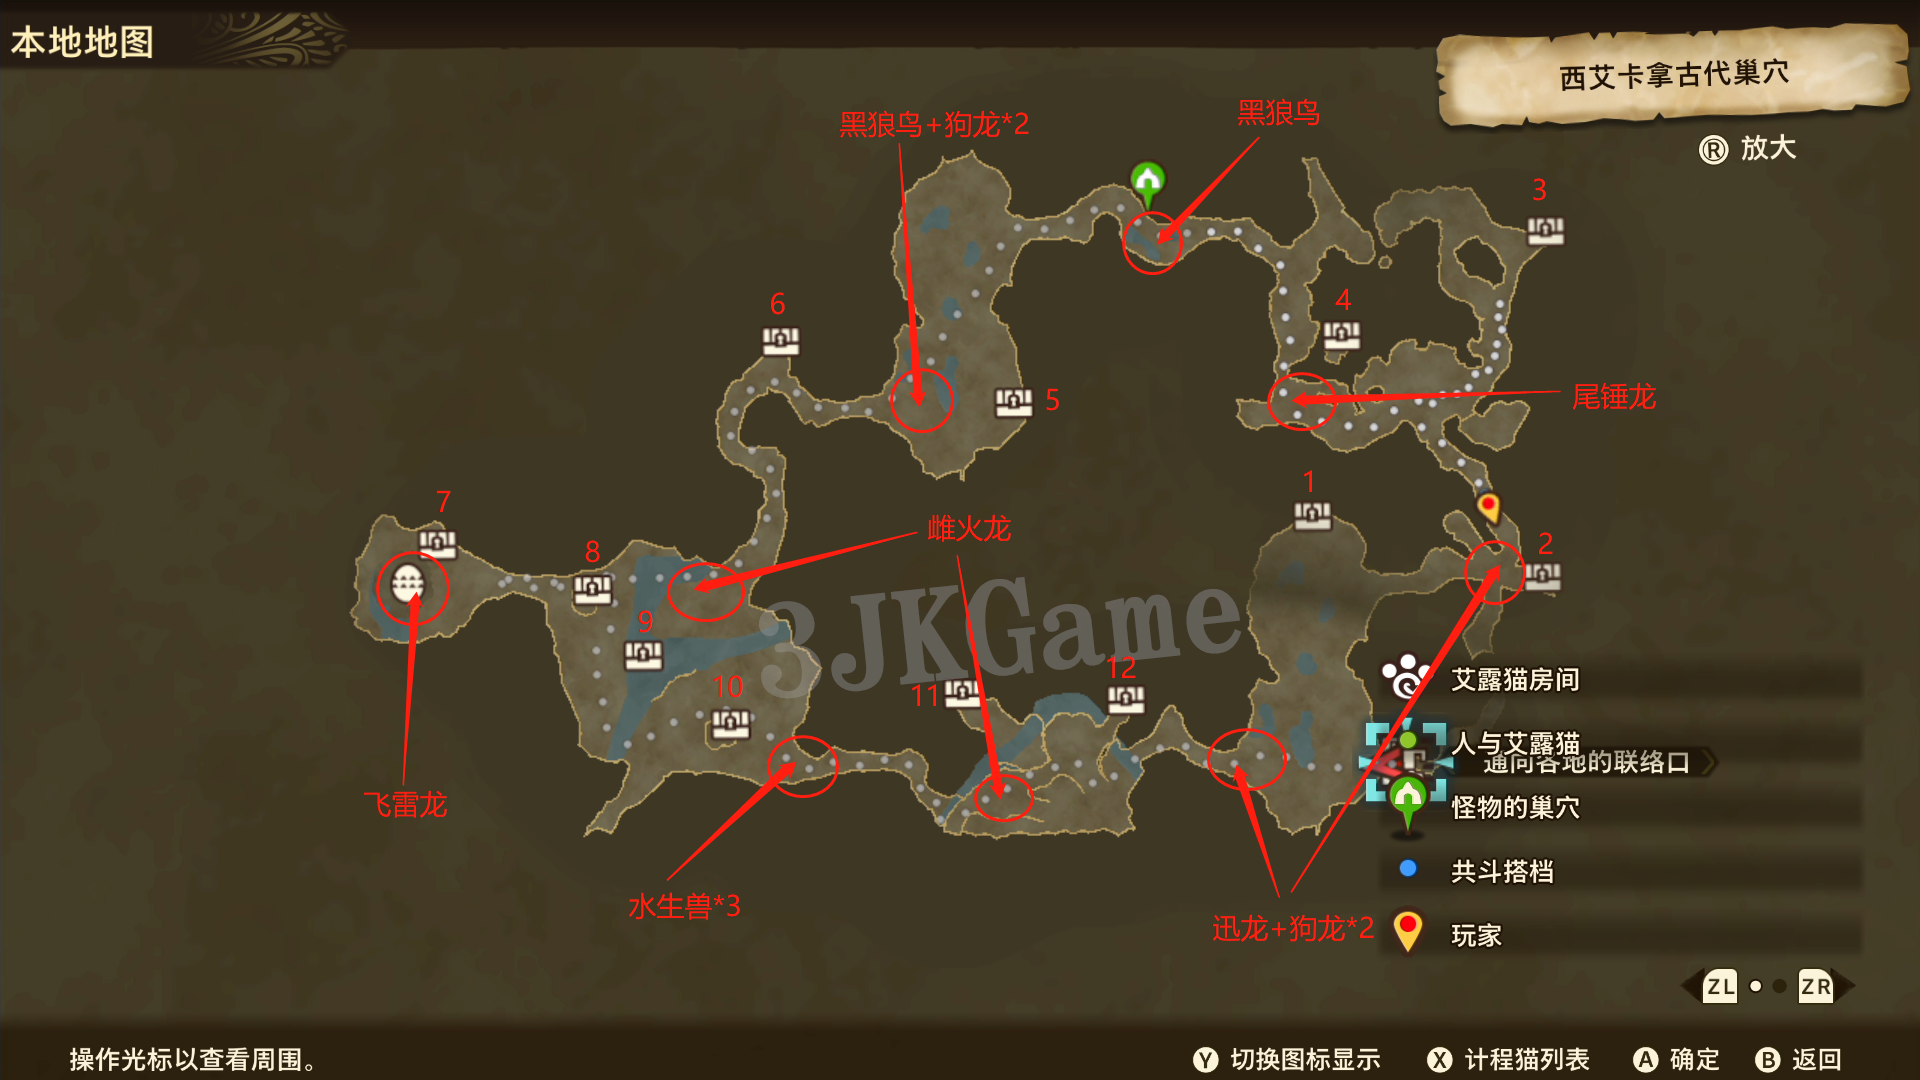 本地地图
西艾卡拿古代巢穴
R 放大
黑狼鸟+狗龙*2
黑狼鸟
3
6
4
5
尾锤龙
7
1
雌火龙
8
2
9
3JKGame
10
11
12
艾露猫房间
人与艾露猫
通向各地的联络口
怪物的巢穴
飞雷龙
水生兽*3
迅龙+狗龙*2
共斗搭档
玩家
ZL ZR
操作光标以查看周围。
Y 切换图标显示 X 计程猫列表 A 确定 B 返回